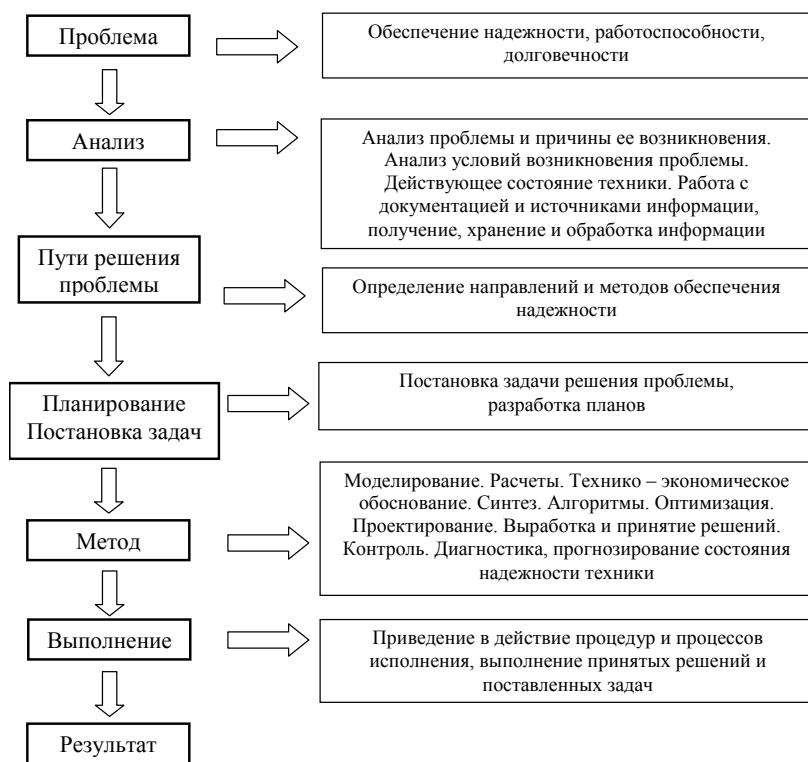 Проблема
Обеспечение надежности, работоспособности,
долговечности
Анализ
Анализ проблемы и причины ее возникновения.
Анализ условий возникновения проблемы.
Действующее состояние техники. Работа с
документацией и источниками информации,
получение, хранение и обработка информации
Пути решения
проблемы
Определение направлений и методов обеспечения
надежности
Планирование
Постановка задач
Постановка задачи решения проблемы,
разработка планов
Метод
Моделирование. Расчеты. Технико – экономическое
обоснование. Синтез. Алгоритмы. Оптимизация.
Проектирование. Выработка и принятие решений.
Контроль. Диагностика, прогнозирование состояния
надежности техники
Выполнение
Приведение в действие процедур и процессов
исполнения, выполнение принятых решений и
поставленных задач
Результат